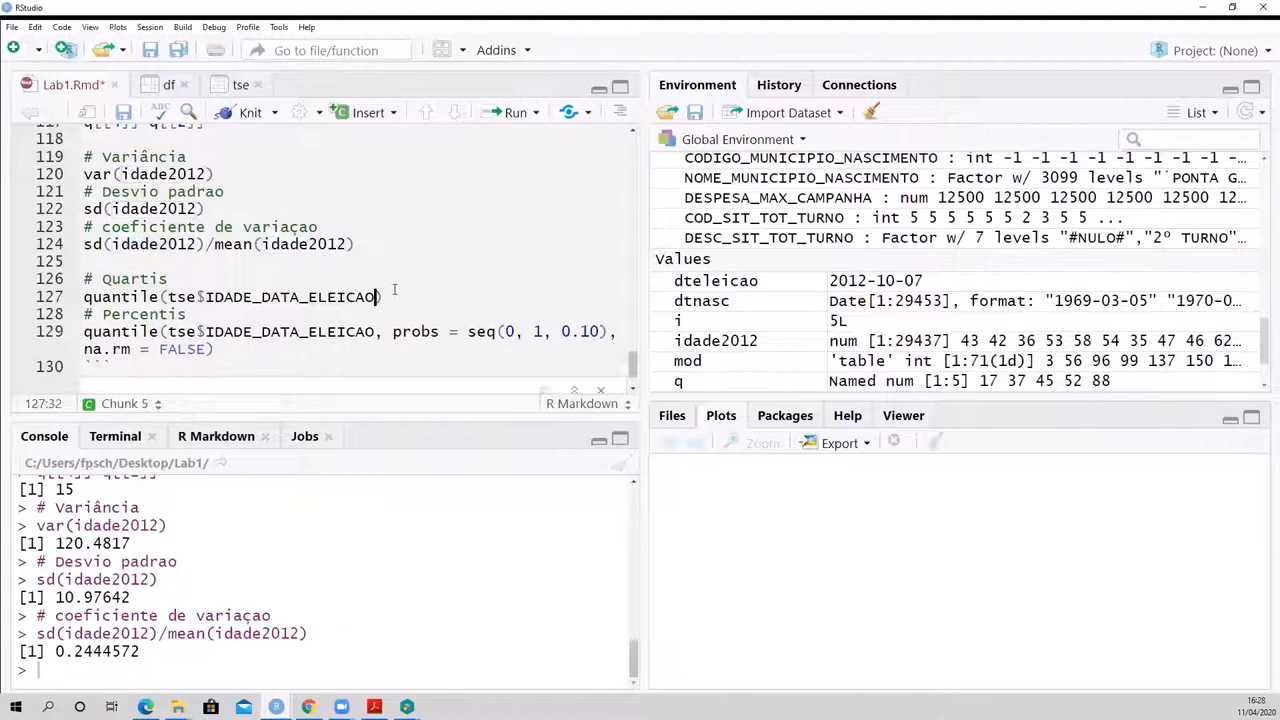 RStudio
File Edit Code View Plots Session Build Debug Profile Tools Help
Go to file/function
Addins
Project: (None)
Lab1.Rmd*
df
tse
Knit
Insert
Run
118
119 # Variância
120 var(idade2012)
121 # Desvio padrao
122 sd(idade2012)
123 # coeficiente de variaçao
124 sd(idade2012)/mean(idade2012)
125
126 # Quartis
127 quantile(tse$IDADE_DATA_ELEICAO)
128 # Percentis
129 quantile(tse$IDADE_DATA_ELEICAO, probs = seq(0, 1, 0.10),
na.rm = FALSE)
130 ```
127:32 Chunk 5 R Markdown
Console Terminal R Markdown Jobs
C:/Users/fpsch/Desktop/Lab1/
[1] 15
> # Variância
> var(idade2012)
[1] 120.4817
> # Desvio padrao
> sd(idade2012)
[1] 10.97642
> # coeficiente de variaçao
> sd(idade2012)/mean(idade2012)
[1] 0.2444572
>
Environment History Connections
Import Dataset
List
Global Environment
CODIGO_MUNICIPIO_NASCIMENTO : int -1 -1 -1 -1 -1 -1 -1 -1 -…
NOME_MUNICIPIO_NASCIMENTO : Factor w/ 3099 levels "´PONTA G…
DESPESA_MAX_CAMPANHA : num 12500 12500 12500 12500 12500 12…
COD_SIT_TOT_TURNO : int 5 5 5 5 5 5 2 3 5 5 ...
DESC_SIT_TOT_TURNO : Factor w/ 7 levels "#NULO#","2º TURNO"…
Values
dteleicao 2012-10-07
dtnasc Date[1:29453], format: "1969-03-05" "1970-0…
i 5L
idade2012 num [1:29437] 43 42 36 53 58 54 35 47 46 62…
mod 'table' int [1:71(1d)] 3 56 96 99 137 150 1…
q Named num [1:5] 17 37 45 52 88
Files Plots Packages Help Viewer
Zoom
Export
16:28
11/04/2020